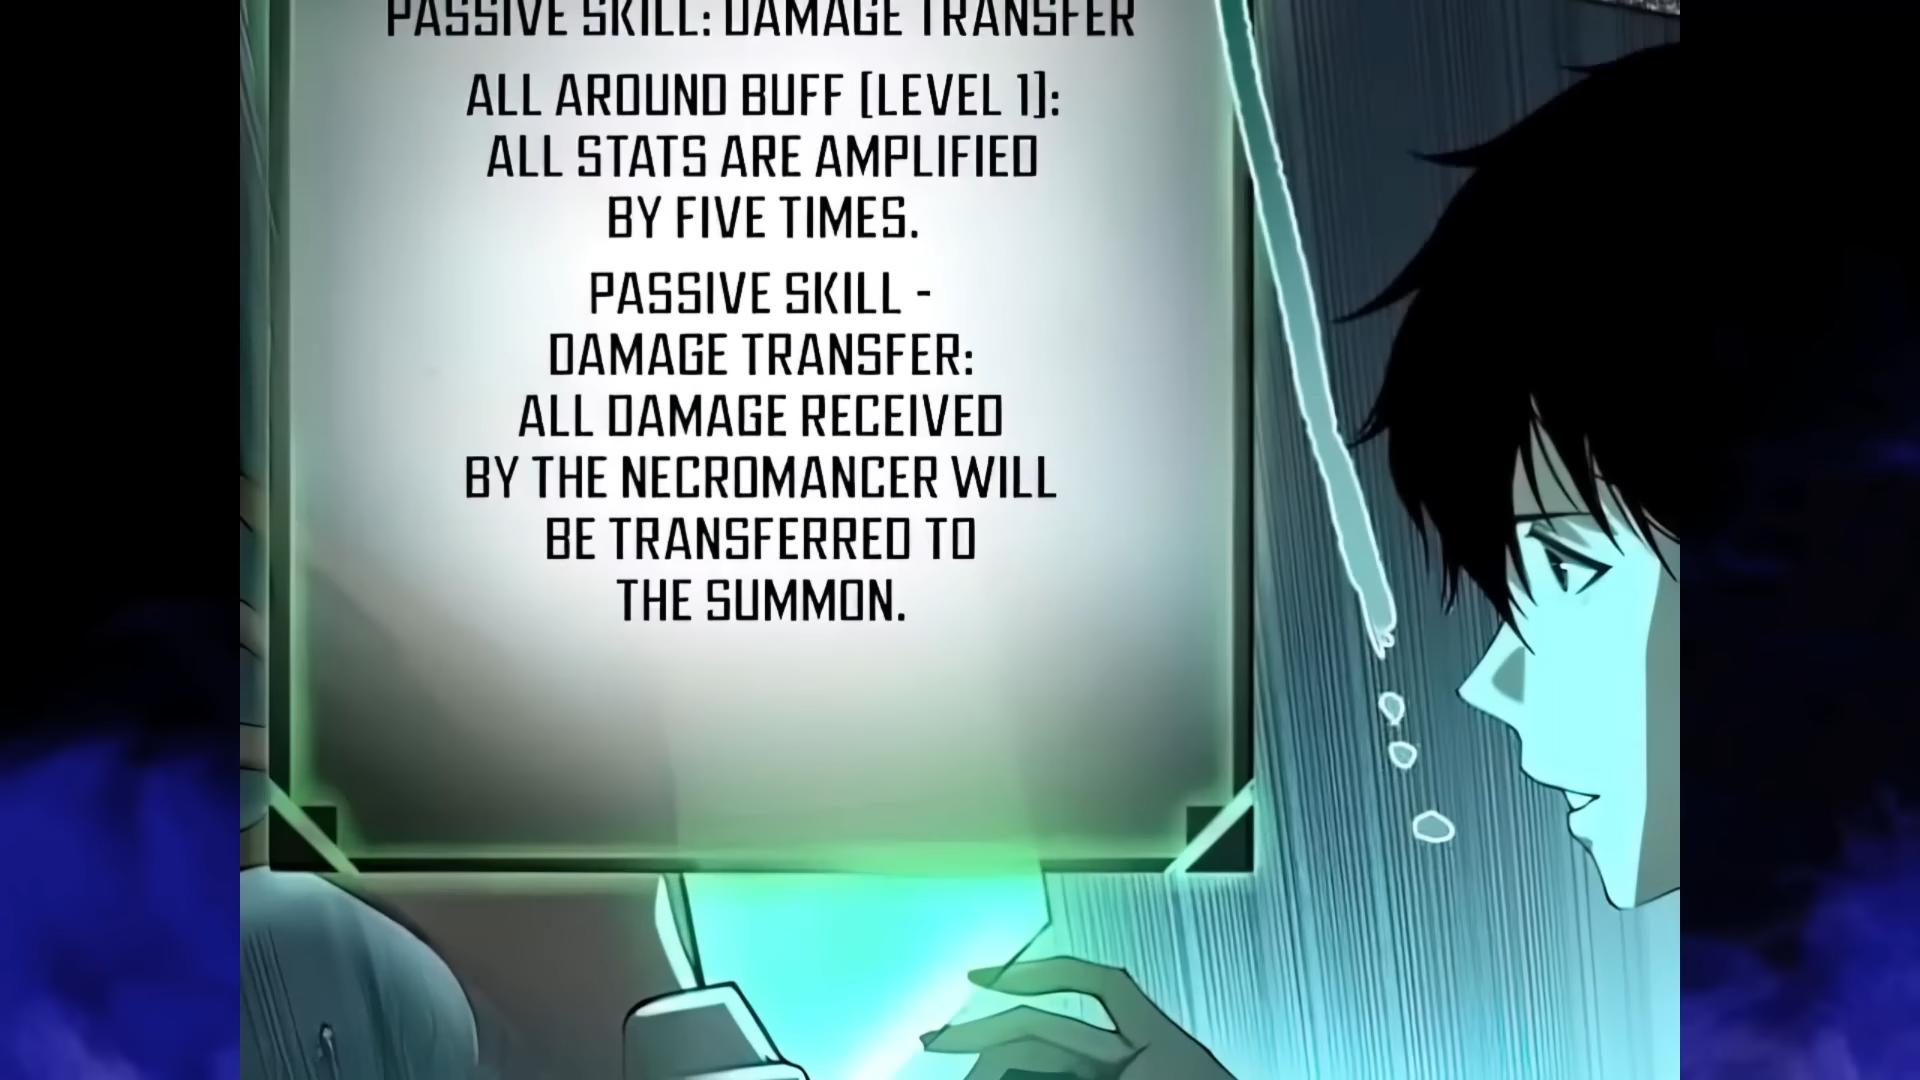 PASSIVE SKILL: DAMAGE TRANSFER
ALL AROUND BUFF [LEVEL 1]:
ALL STATS ARE AMPLIFIED
BY FIVE TIMES.
PASSIVE SKILL -
DAMAGE TRANSFER:
ALL DAMAGE RECEIVED
BY THE NECROMANCER WILL
BE TRANSFERRED TO
THE SUMMON.